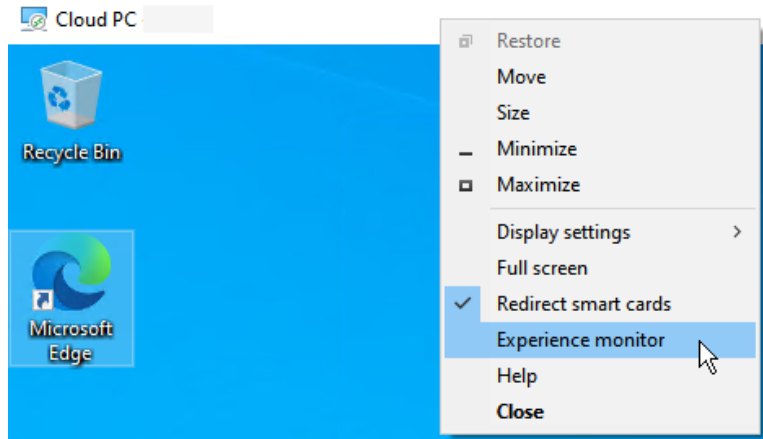 Cloud PC
Restore
Move
Size
Minimize
Maximize
Display settings
Full screen
Redirect smart cards
Experience monitor
Help
Close
Recycle Bin
Microsoft
Edge